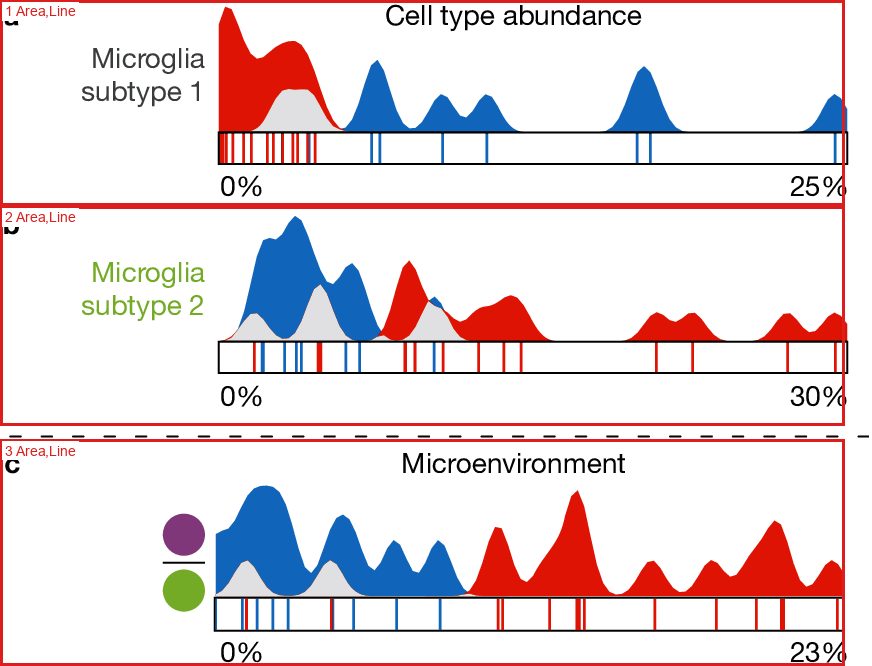 1 Area,Line
a
Cell type abundance
Microglia
subtype 1
0%
25%
2 Area,Line
b
Microglia
subtype 2
0%
30%
3 Area,Line
c
Microenvironment
0%
23%